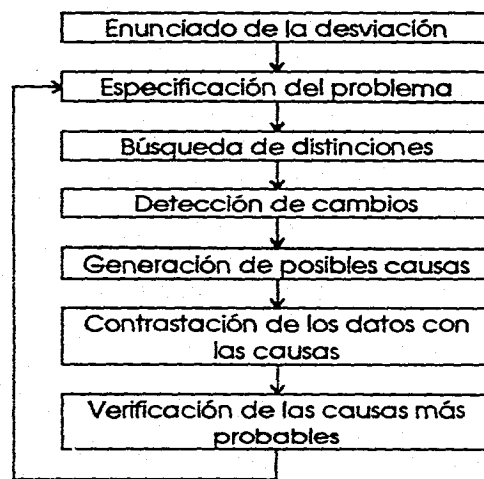 Enunciado de la desviación
Especificación del problema
Búsqueda de distinciones
Detección de cambios
Generación de posibles causas
Contrastación de los datos con
las causas
Verificación de las causas más
probables